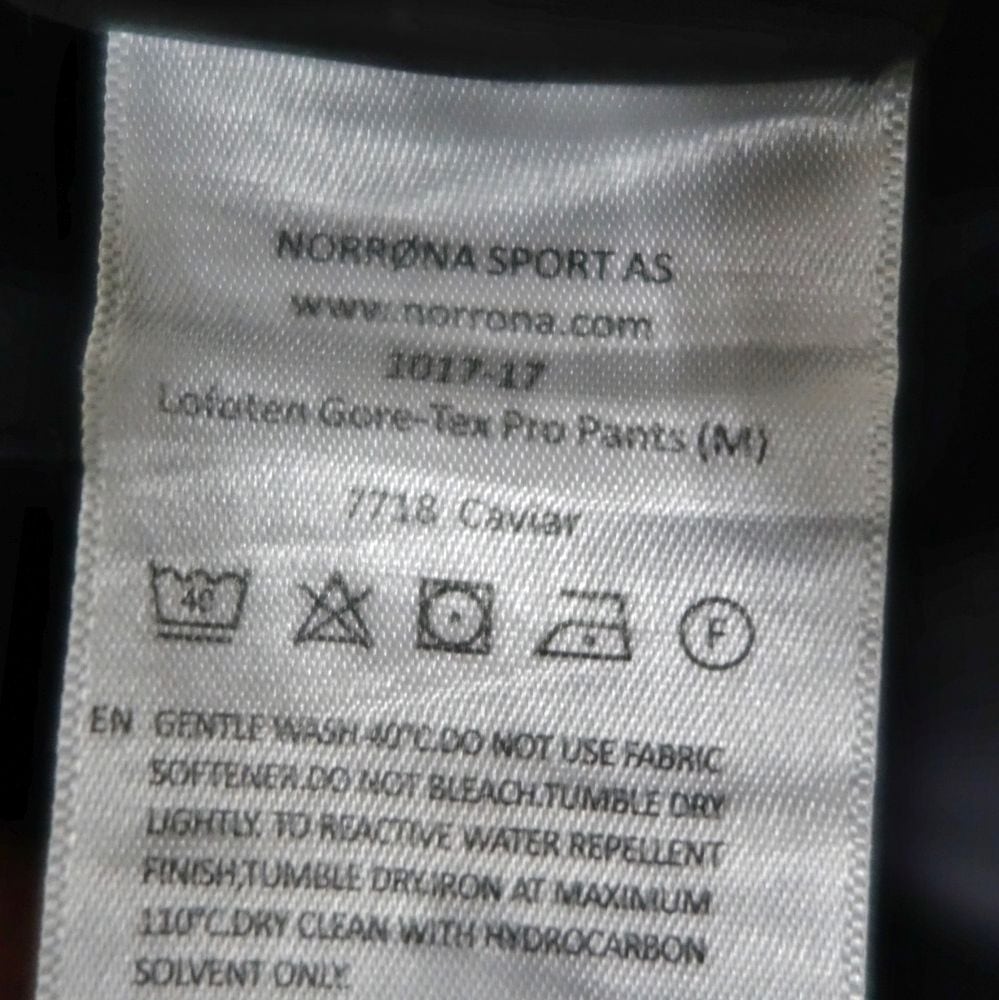 NORRØNA SPORT AS
www.norrona.com
1017-17
Lofoten Gore-Tex Pro Pants (M)
7718 Caviar
40 F
EN GENTLE WASH 40°C.DO NOT USE FABRIC
SOFTENER.DO NOT BLEACH.TUMBLE DRY
LIGHTLY. TO REACTIVE WATER REPELLENT
FINISH,TUMBLE DRY.IRON AT MAXIMUM
110°C.DRY CLEAN WITH HYDROCARBON
SOLVENT ONLY.